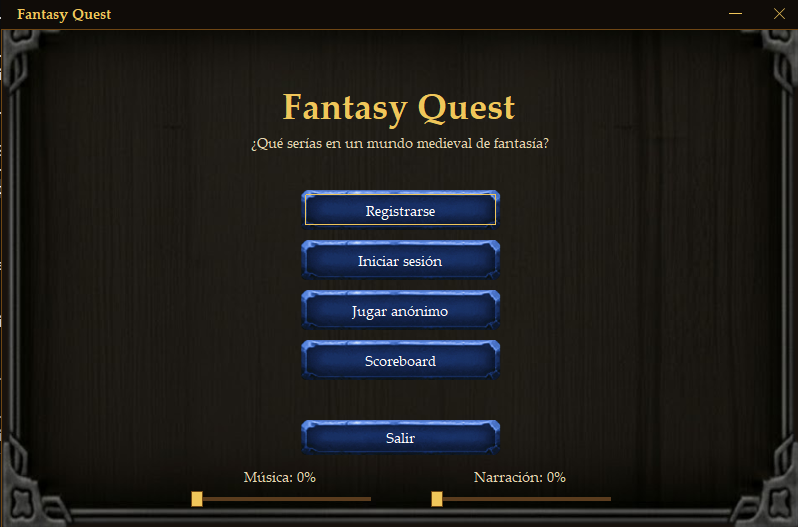 Fantasy Quest
Fantasy Quest
¿Qué serías en un mundo medieval de fantasía?
Registrarse
Iniciar sesión
Jugar anónimo
Scoreboard
Salir
Música: 0%
Narración: 0%